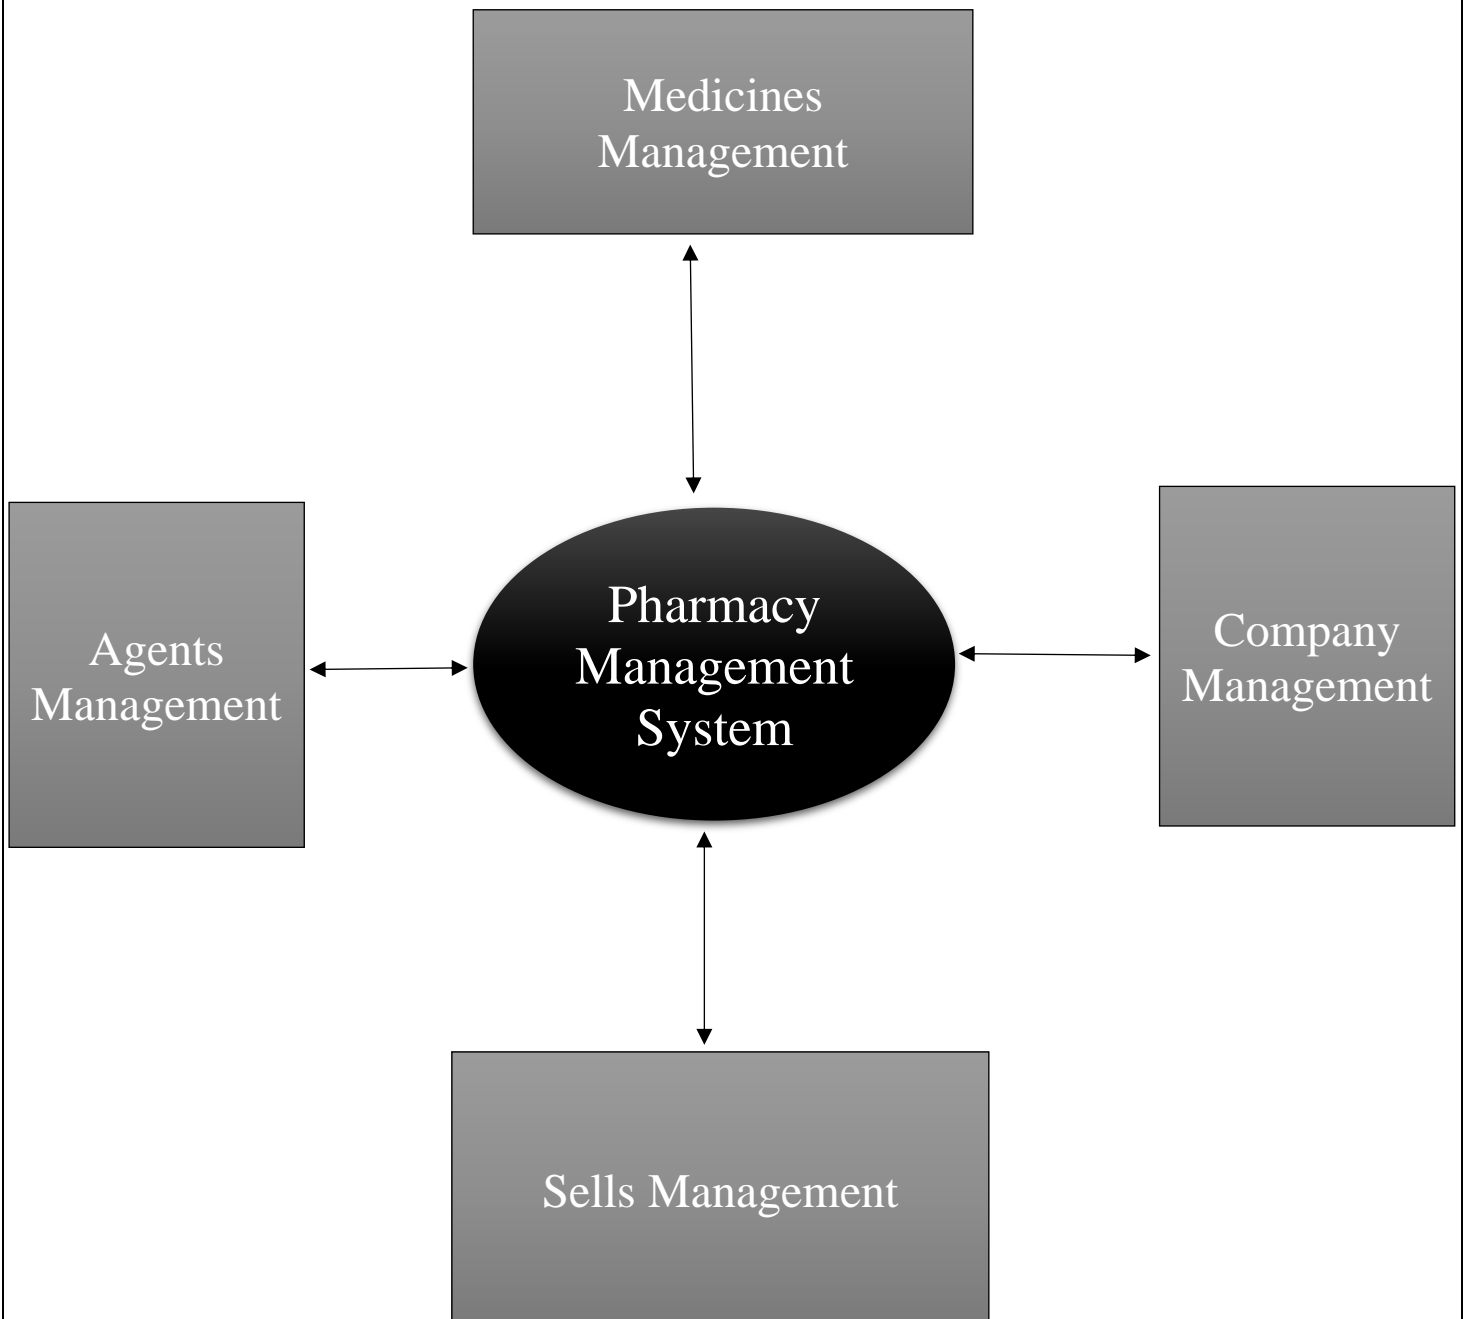 Medicines
Management
Agents
Management
Pharmacy
Management
System
Company
Management
Sells Management